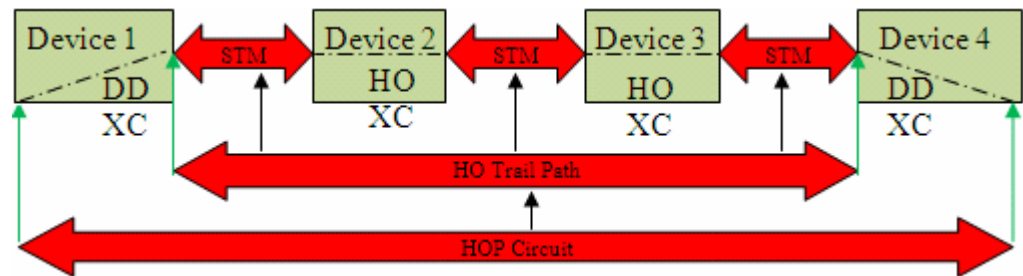 Device 1
DD
XC
STM
Device 2
HO
XC
STM
Device 3
HO
XC
STM
Device 4
DD
XC
HO Trail Path
HOP Circuit